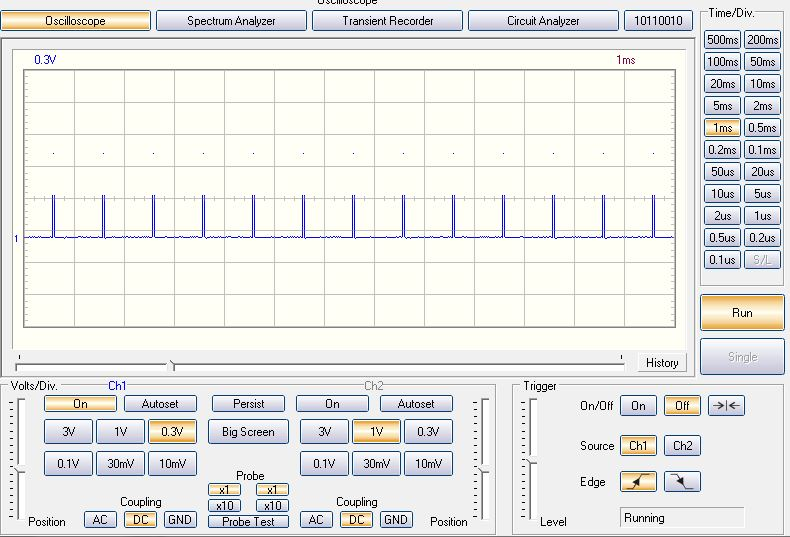 Oscilloscope
Oscilloscope Spectrum Analyzer Transient Recorder Circuit Analyzer 10110010
Time/Div.
0.3V 1ms
500ms 200ms
100ms 50ms
20ms 10ms
5ms 2ms
1ms 0.5ms
0.2ms 0.1ms
50us 20us
10us 5us
2us 1us
0.5us 0.2us
0.1us S/L
1
Run
Single
History
Volts/Div. Ch1 Ch2
On Autoset Persist On Autoset
3V 1V 0.3V Big Screen 3V 1V 0.3V
0.1V 30mV 10mV 0.1V 30mV 10mV
Probe
x1 x1
x10 x10
Probe Test
Coupling Coupling
Position AC DC GND AC DC GND Position
Trigger
On/Off On Off
Source Ch1 Ch2
Edge
Level Running